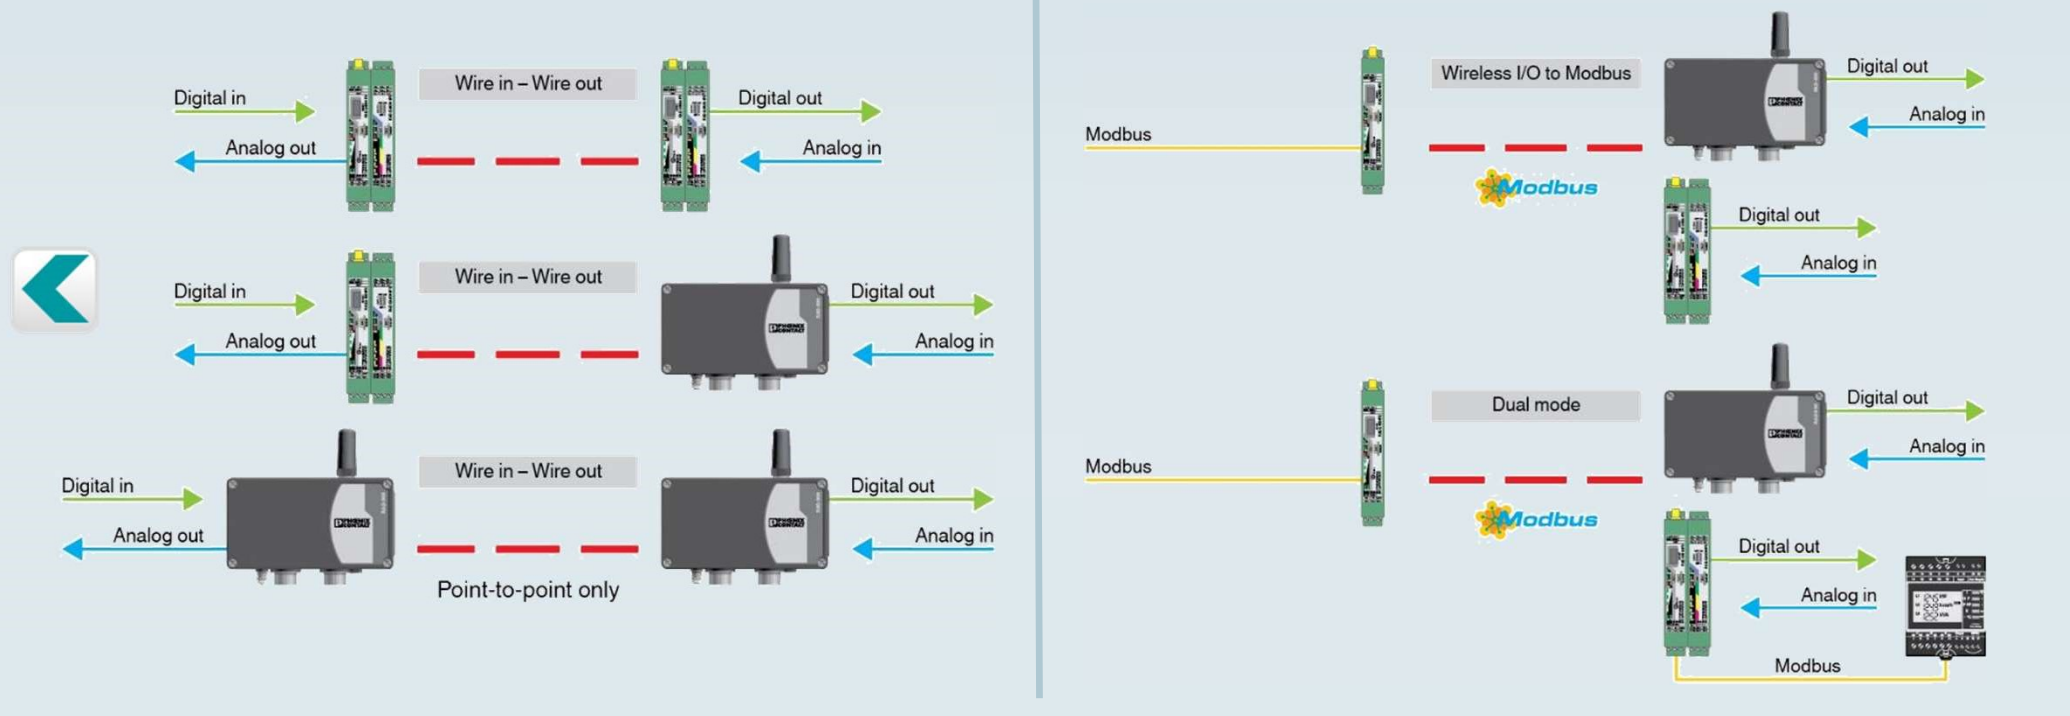 Wire in – Wire out
Digital in
Digital out
Analog out
Analog in
Wire in – Wire out
Digital in
Digital out
Analog out
Analog in
Wire in – Wire out
Digital in
Digital out
Analog out
Analog in
Point-to-point only
Wireless I/O to Modbus
Digital out
Analog in
Modbus
Modbus
Digital out
Analog in
Dual mode
Digital out
Analog in
Modbus
Modbus
Digital out
Analog in
Modbus